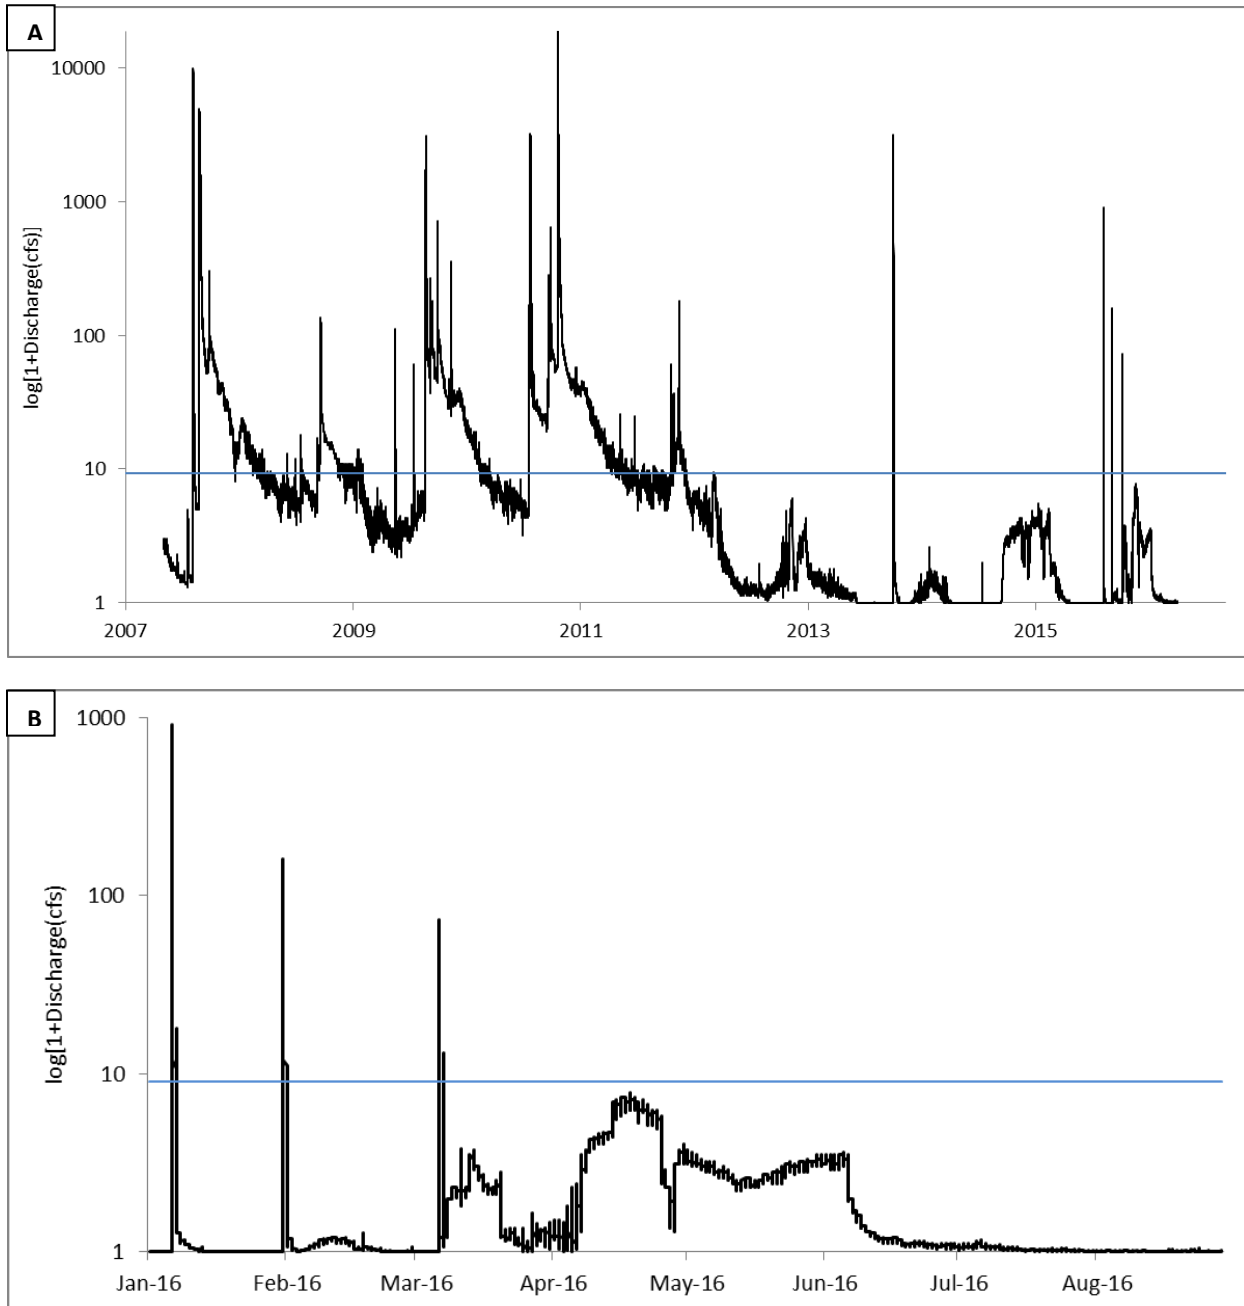 A
log[1+Discharge(cfs)]
10000
1000
100
10
1
2007 2009 2011 2013 2015
B
log[1+Discharge(cfs)
1000
100
10
1
Jan-16 Feb-16 Mar-16 Apr-16 May-16 Jun-16 Jul-16 Aug-16